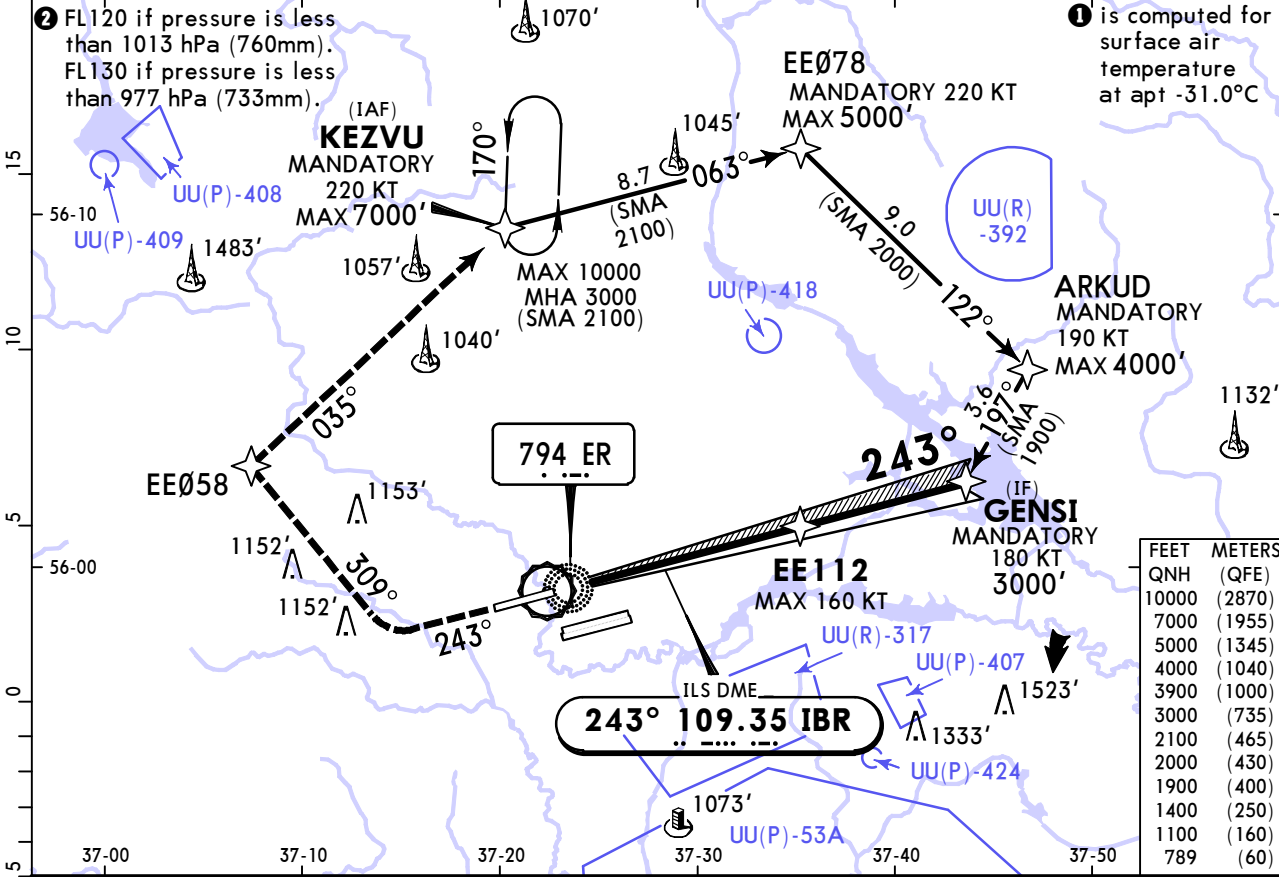 ❷ FL120 if pressure is less
than 1013 hPa (760mm).
FL130 if pressure is less
than 977 hPa (733mm).
❶ is computed for
surface air
temperature
at apt -31.0°C
1070'
EEØ78
MANDATORY 220 KT
MAX 5000'
(IAF)
KEZVU
MANDATORY
220 KT
MAX 7000'
170°
1045'
8.7
063°
(SMA
2100)
15
56-10
UU(P)-408
UU(P)-409
1483'
1057'
MAX 10000
MHA 3000
(SMA 2100)
9.0
(SMA 2000)
122°
UU(R)
-392
UU(P)-418
ARKUD
MANDATORY
190 KT
MAX 4000'
10
1040'
035°
3.6
197°
(SMA
1900)
1132'
794 ER
243°
EEØ58
1153'
(IF)
GENSI
MANDATORY
180 KT
3000'
5
1152'
56-00
309°
1152'
243°
EE112
MAX 160 KT
UU(R)-317
UU(P)-407
1523'
0
ILS DME
243° 109.35 IBR
1333'
UU(P)-424
1073'
UU(P)-53A
5
37-00
37-10
37-20
37-30
37-40
37-50
FEET METERS
QNH (QFE)
10000 (2870)
7000 (1955)
5000 (1345)
4000 (1040)
3900 (1000)
3000 (735)
2100 (465)
2000 (430)
1900 (400)
1400 (250)
1100 (160)
789 (60)